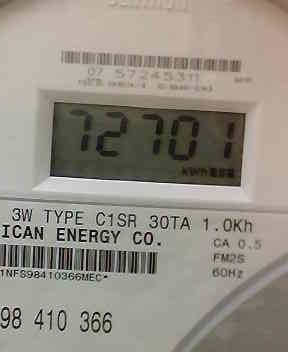 07 57245311
72701
kWh
3W TYPE C1SR 30TA 1.0Kh
ICAN ENERGY CO.
CA 0.5
FM2S
1NFS98410366MEC*
60Hz
98 410 366